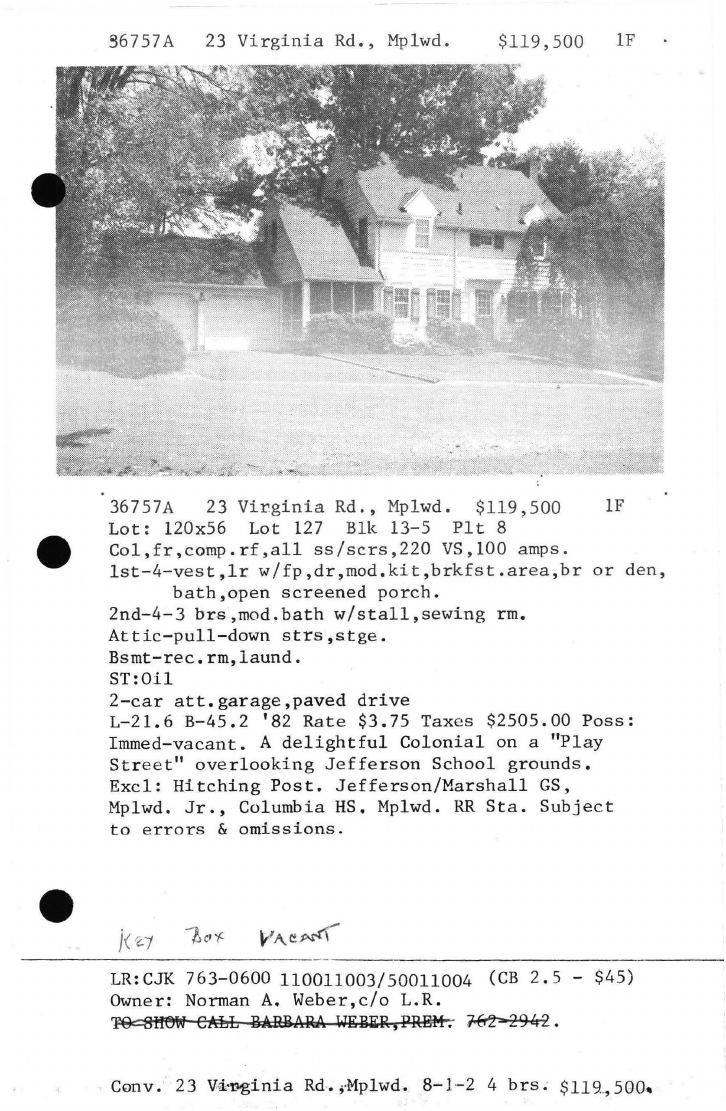 36757A 23 Virginia Rd., Mplwd. $119,500 1F
36757A 23 Virginia Rd., Mplwd. $119,500 1F
Lot: 120x56 Lot 127 Blk 13-5 Plt 8
Col,fr,comp.rf,all ss/scrs,220 VS,100 amps.
1st-4-vest,lr w/fp,dr,mod.kit,brkfst.area,br or den,
bath,open screened porch.
2nd-4-3 brs,mod.bath w/stall,sewing rm.
Attic-pull-down strs,stge.
Bsmt-rec.rm,laund.
ST:Oil
2-car att.garage,paved drive
L-21.6 B-45.2 '82 Rate $3.75 Taxes $2505.00 Poss:
Immed-vacant. A delightful Colonial on a "Play
Street" overlooking Jefferson School grounds.
Excl: Hitching Post. Jefferson/Marshall GS,
Mplwd. Jr., Columbia HS. Mplwd. RR Sta. Subject
to errors & omissions.
Key Box VACANT
LR:CJK 763-0600 110011003/50011004 (CB 2.5 - $45)
Owner: Norman A. Weber,c/o L.R.
TO SHOW CALL BARBARA WEBER,PREM. 762-2942.
Conv. 23 Virginia Rd.,Mplwd. 8-1-2 4 brs. $119,500.